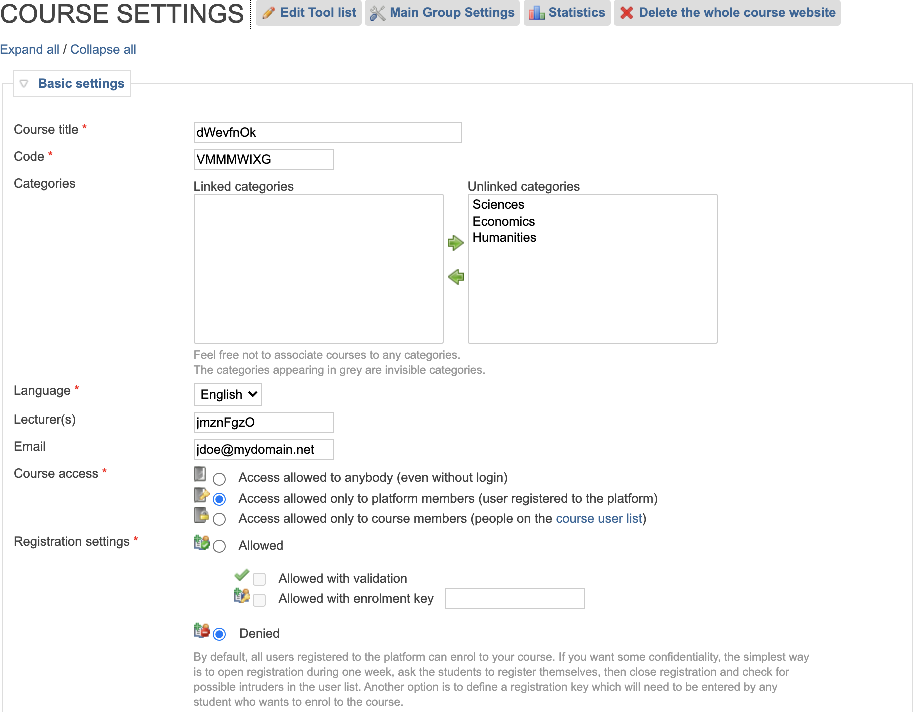 COURSE SETTINGS Edit Tool list Main Group Settings Statistics Delete the whole course website
Expand all / Collapse all
Basic settings
Course title * dWevfnOk
Code * VMMMWIXG
Categories
Linked categories Unlinked categories
Sciences
Economics
Humanities
Feel free not to associate courses to any categories.
The categories appearing in grey are invisible categories.
Language * English
Lecturer(s) jmznFgzO
Email jdoe@mydomain.net
Course access * Access allowed to anybody (even without login)
Access allowed only to platform members (user registered to the platform)
Access allowed only to course members (people on the course user list)
Registration settings * Allowed
Allowed with validation
Allowed with enrolment key
Denied
By default, all users registered to the platform can enrol to your course. If you want some confidentiality, the simplest way
is to open registration during one week, ask the students to register themselves, then close registration and check for
possible intruders in the user list. Another option is to define a registration key which will need to be entered by any
student who wants to enrol to the course.